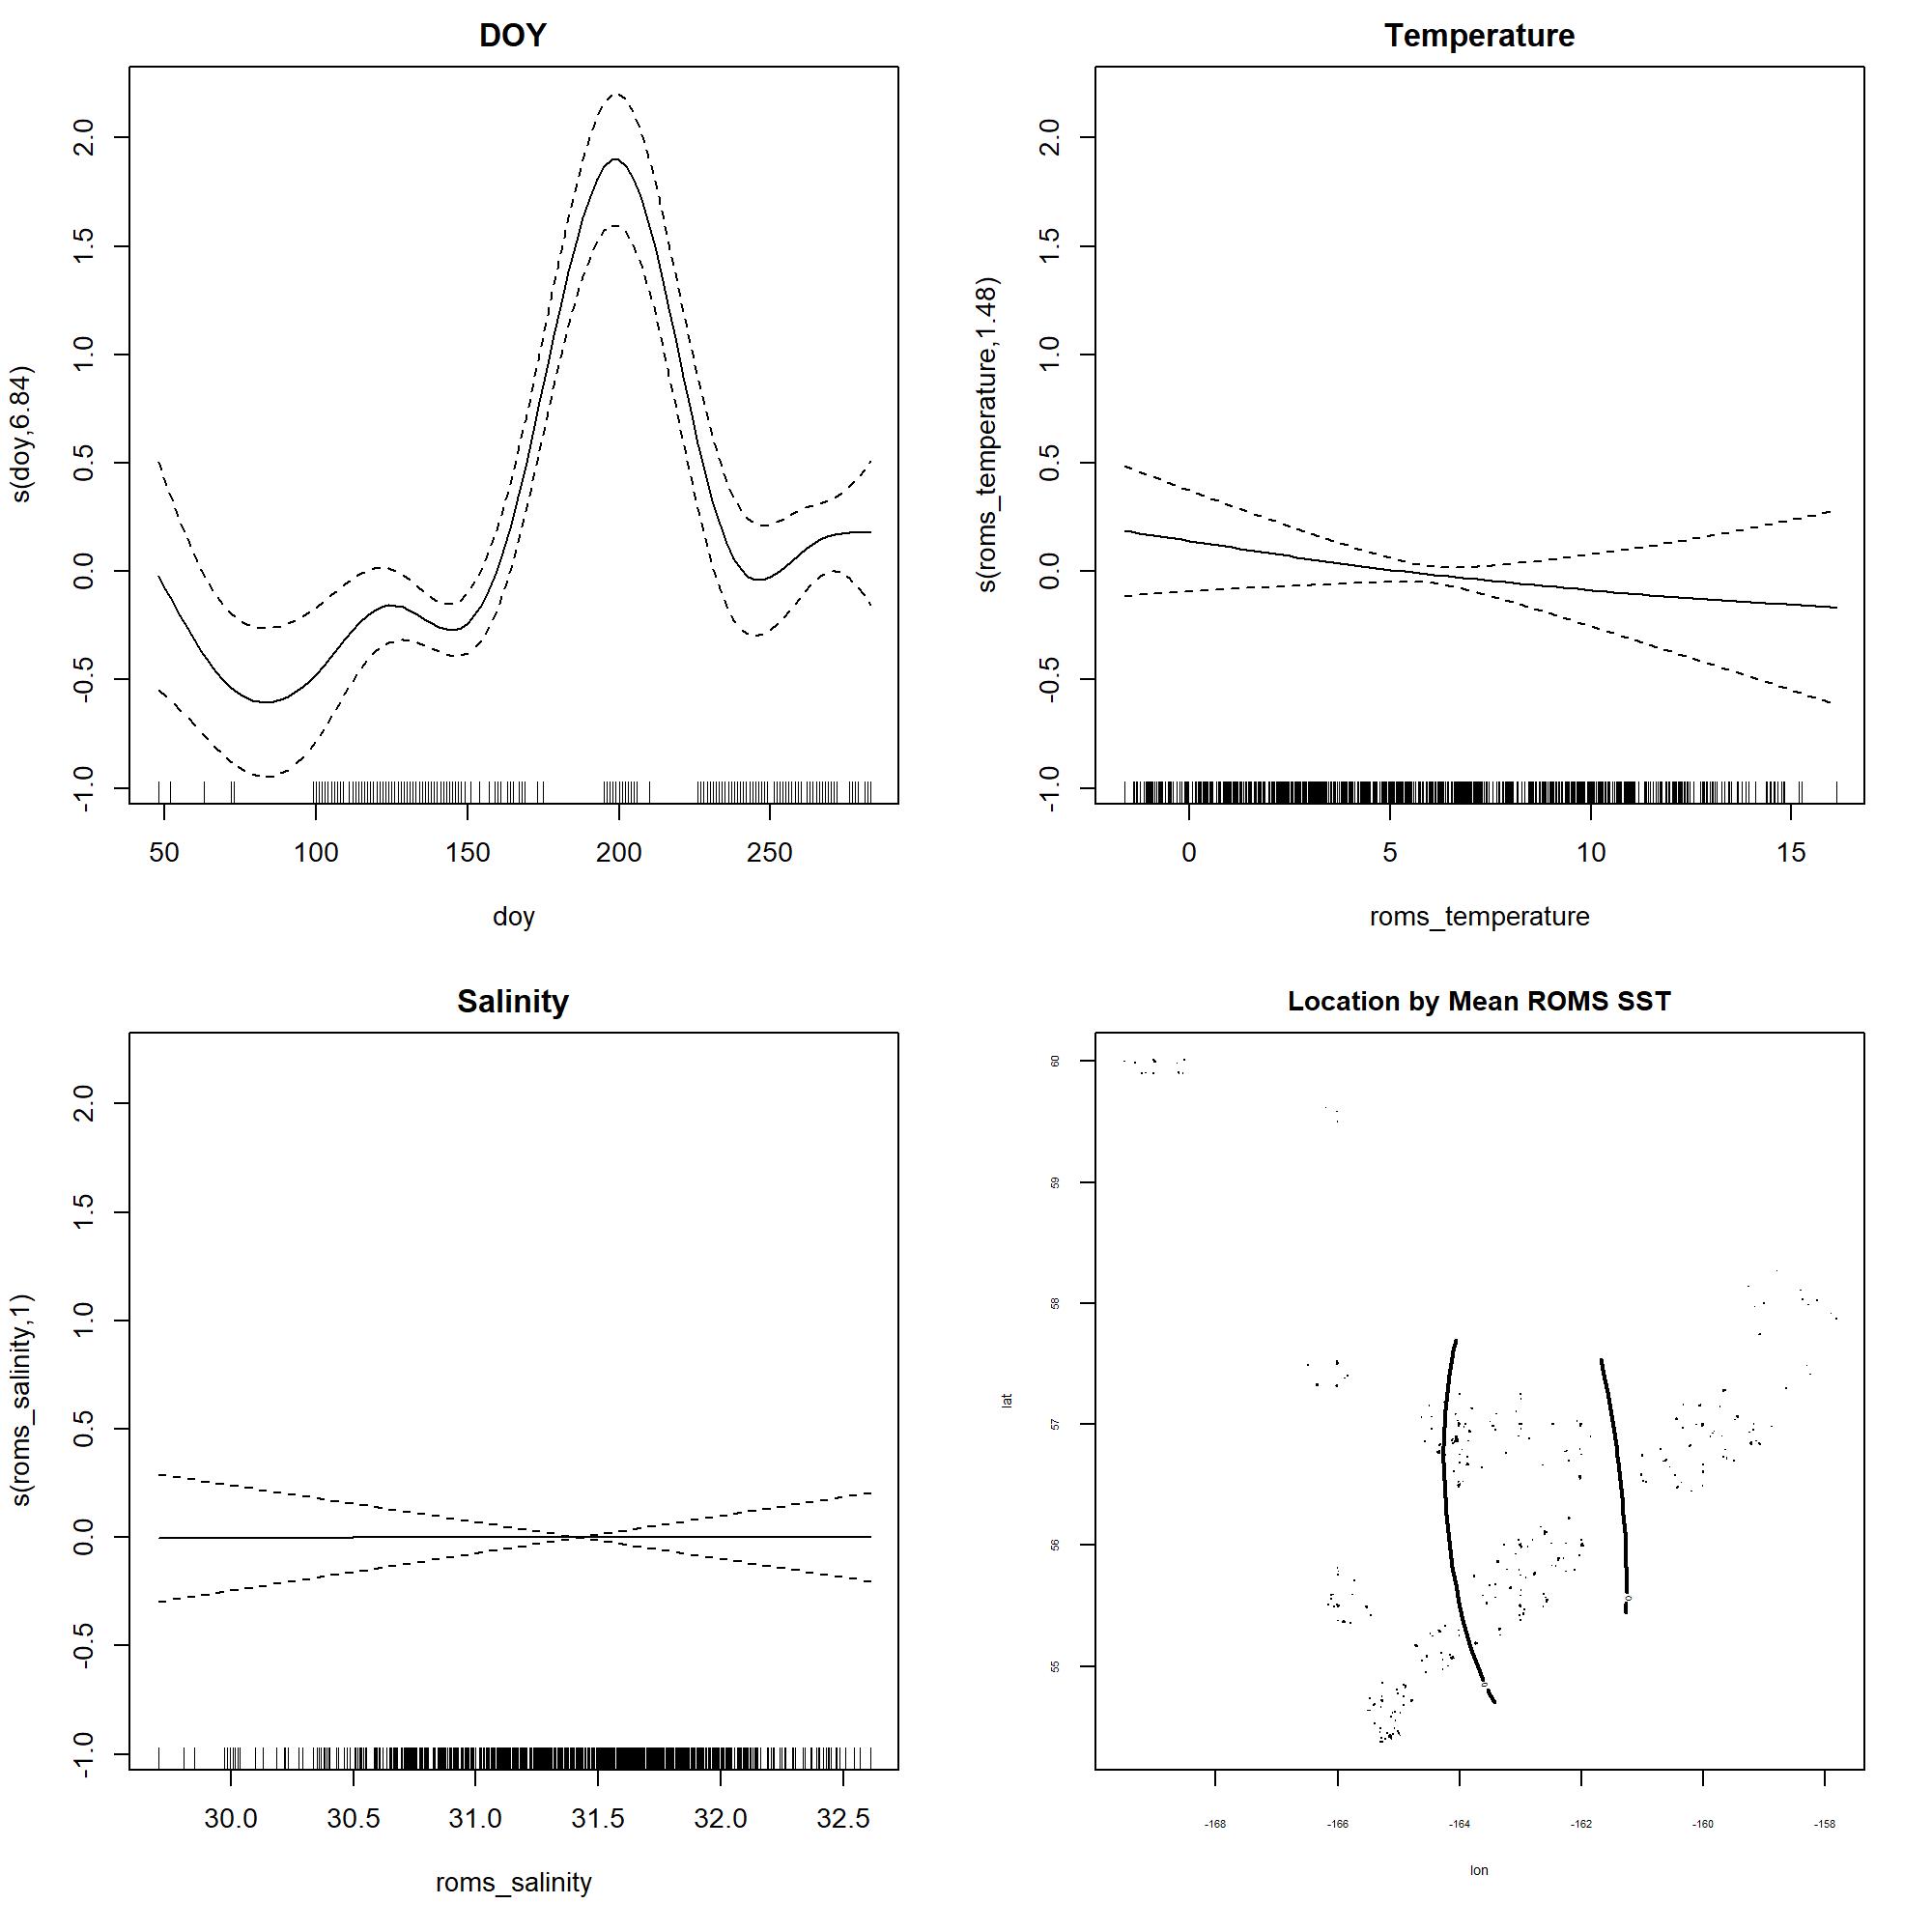 DOY
s(doy,6.84)
2.0
1.5
1.0
0.5
0.0
-0.5
-1.0
50 100 150 200 250
doy
Temperature
s(roms_temperature,1.48)
2.0
1.5
1.0
0.5
0.0
-0.5
-1.0
0 5 10 15
roms_temperature
Salinity
s(roms_salinity,1)
2.0
1.5
1.0
0.5
0.0
-0.5
-1.0
30.0 30.5 31.0 31.5 32.0 32.5
roms_salinity
Location by Mean ROMS SST
lat
60
59
58
57
56
55
0
0
-168 -166 -164 -162 -160 -158
lon